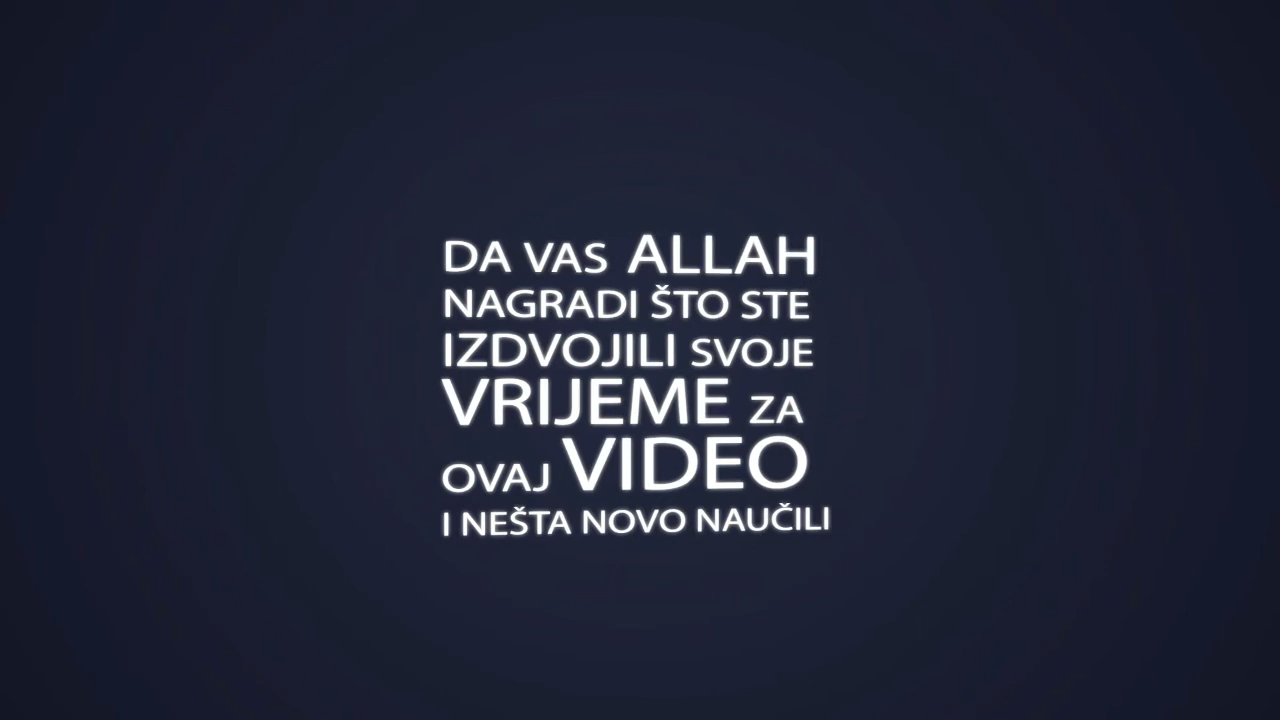 DA VAS ALLAH
NAGRADI ŠTO STE
IZDVOJILI SVOJE
VRIJEME ZA
OVAJ VIDEO
I NEŠTA NOVO NAUČILI